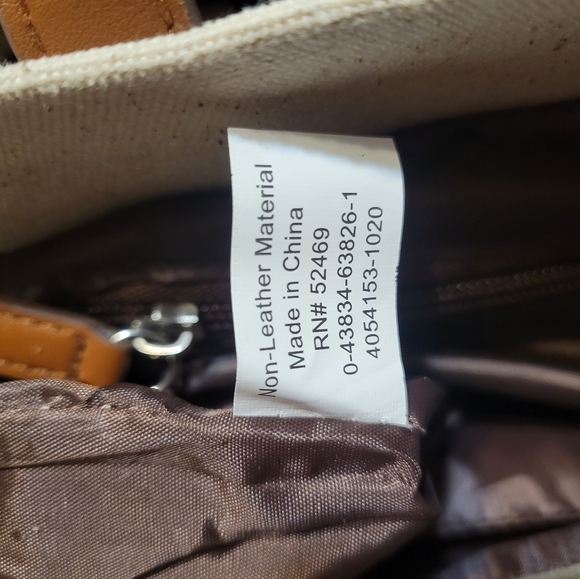 Non-Leather Material
Made in China
RN# 52469
0-43834-63826-1
4054153-1020